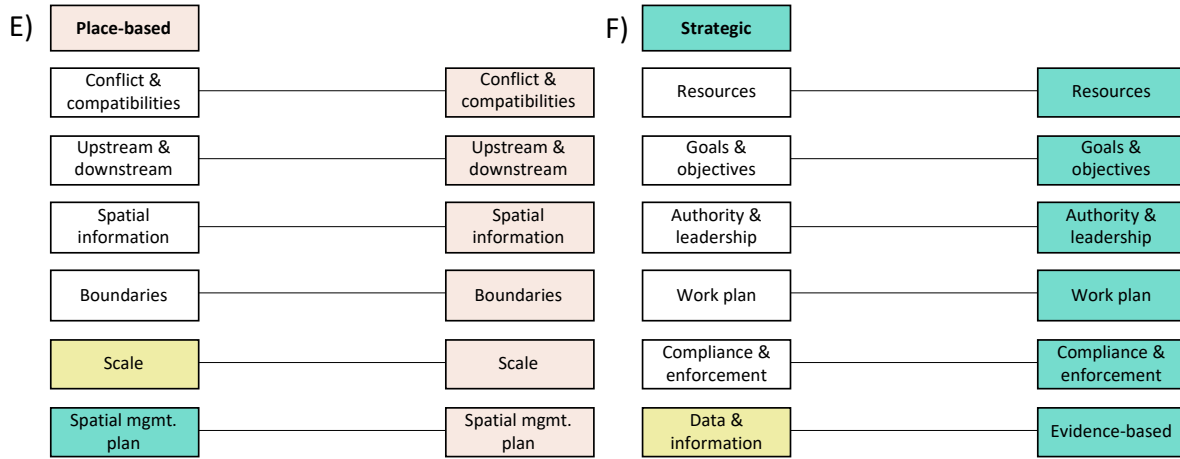 E)
Place-based
Conflict &
compatibilities
Conflict &
compatibilities
Upstream &
downstream
Upstream &
downstream
Spatial
information
Spatial
information
Boundaries
Boundaries
Scale
Scale
Spatial mgmt.
plan
Spatial mgmt.
plan
F)
Strategic
Resources
Resources
Goals &
objectives
Goals &
objectives
Authority &
leadership
Authority &
leadership
Work plan
Work plan
Compliance &
enforcement
Compliance &
enforcement
Data &
information
Evidence-based